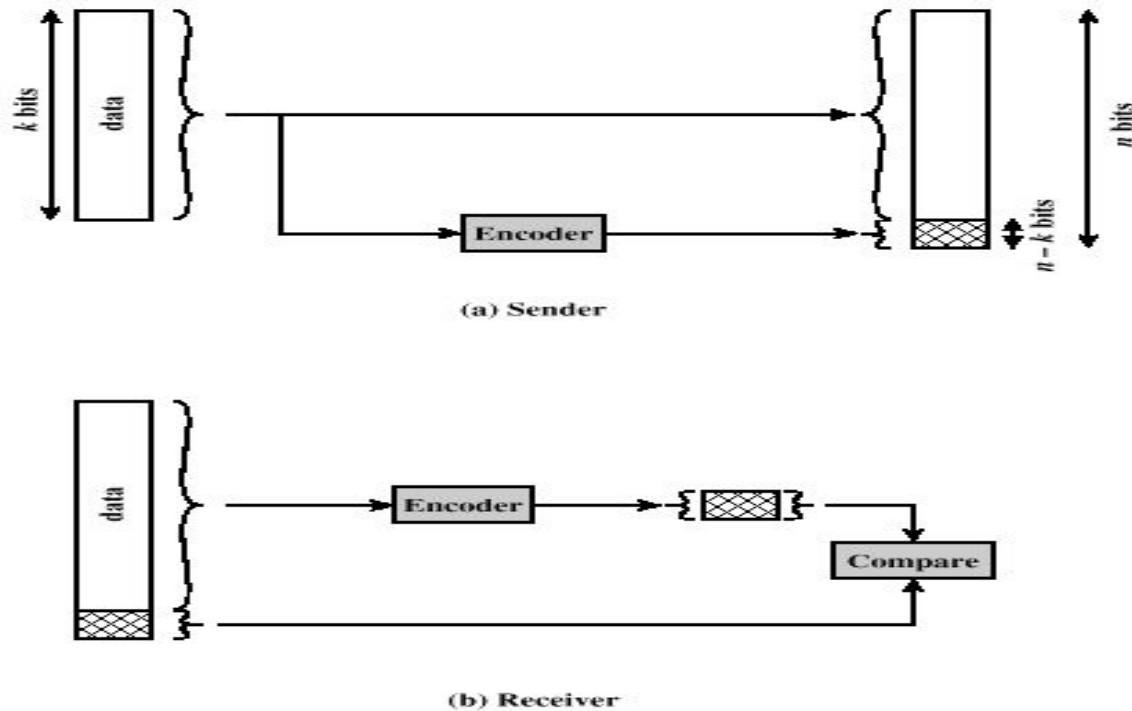 k bits
data
n bits
Encoder
n – k bits
(a) Sender
data
Encoder
Compare
(b) Receiver